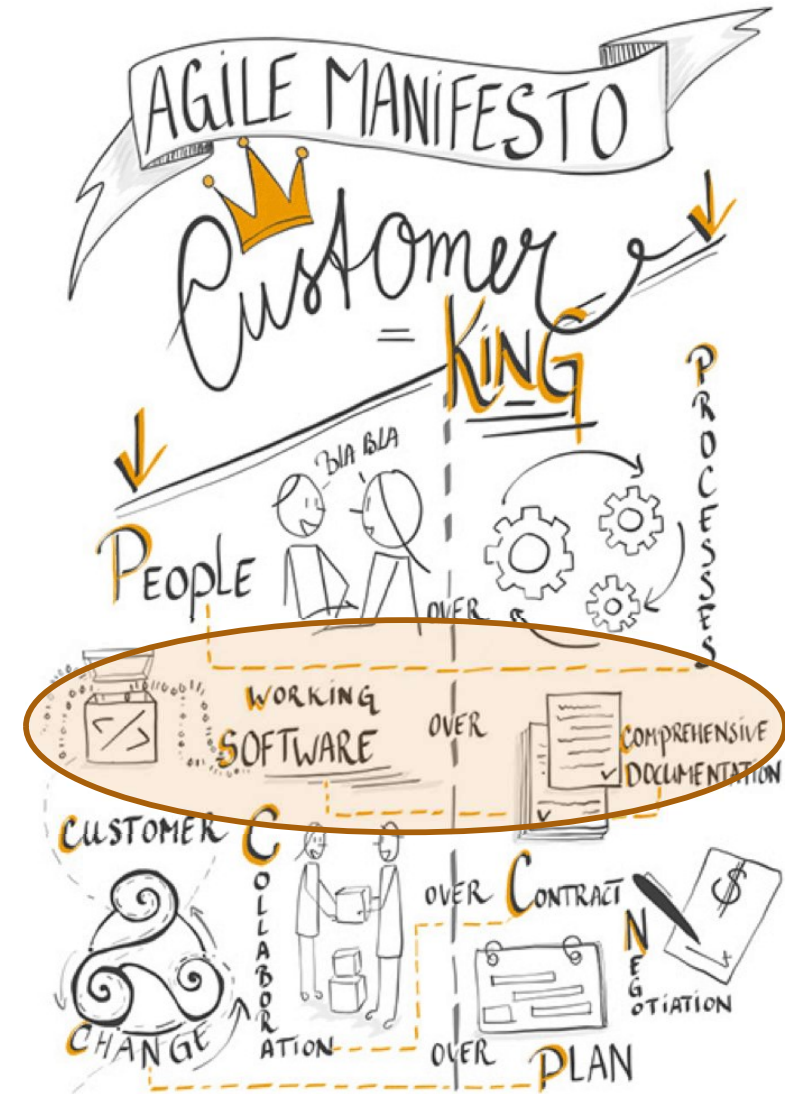 AGiLE MANiFESTO
Customer
=
KiNG
BLA BLA
PEOPLE
OVER
PROCESSES
WORKiNG
SOFTWARE
OVER
COMPREHENSiVE
DOCUMENTATiON
</>
CUSTOMER
COLLABORATiON
OVER
CONTRACT
NEGOTiATiON
$
CHANGE
OVER
PLAN